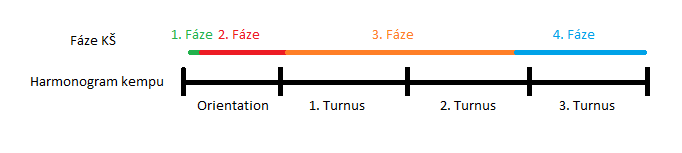 Fáze KŠ 1. Fáze 2. Fáze 3. Fáze 4. Fáze
Harmonogram kempu
Orientation 1. Turnus 2. Turnus 3. Turnus